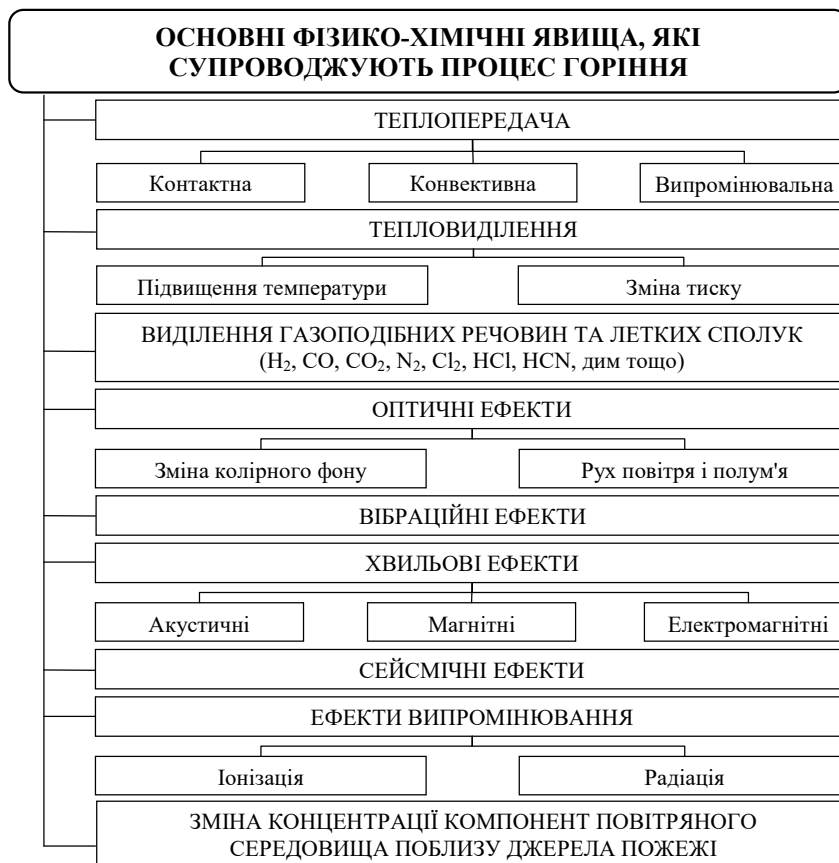 ОСНОВНІ ФІЗИКО-ХІМІЧНІ ЯВИЩА, ЯКІ
СУПРОВОДЖУЮТЬ ПРОЦЕС ГОРІННЯ
ТЕПЛОПЕРЕДАЧА
Контактна
Конвективна
Випромінювальна
ТЕПЛОВИДІЛЕННЯ
Підвищення температури
Зміна тиску
ВИДІЛЕННЯ ГАЗОПОДІБНИХ РЕЧОВИН ТА ЛЕТКИХ СПОЛУК
(H₂, CO, CO₂, N₂, Cl₂, HCl, HCN, дим тощо)
ОПТИЧНІ ЕФЕКТИ
Зміна колірного фону
Рух повітря і полум'я
ВІБРАЦІЙНІ ЕФЕКТИ
ХВИЛЬОВІ ЕФЕКТИ
Акустичні
Магнітні
Електромагнітні
СЕЙСМІЧНІ ЕФЕКТИ
ЕФЕКТИ ВИПРОМІНЮВАННЯ
Іонізація
Радіація
ЗМІНА КОНЦЕНТРАЦІЇ КОМПОНЕНТ ПОВІТРЯНОГО
СЕРЕДОВИЩА ПОБЛИЗУ ДЖЕРЕЛА ПОЖЕЖІ